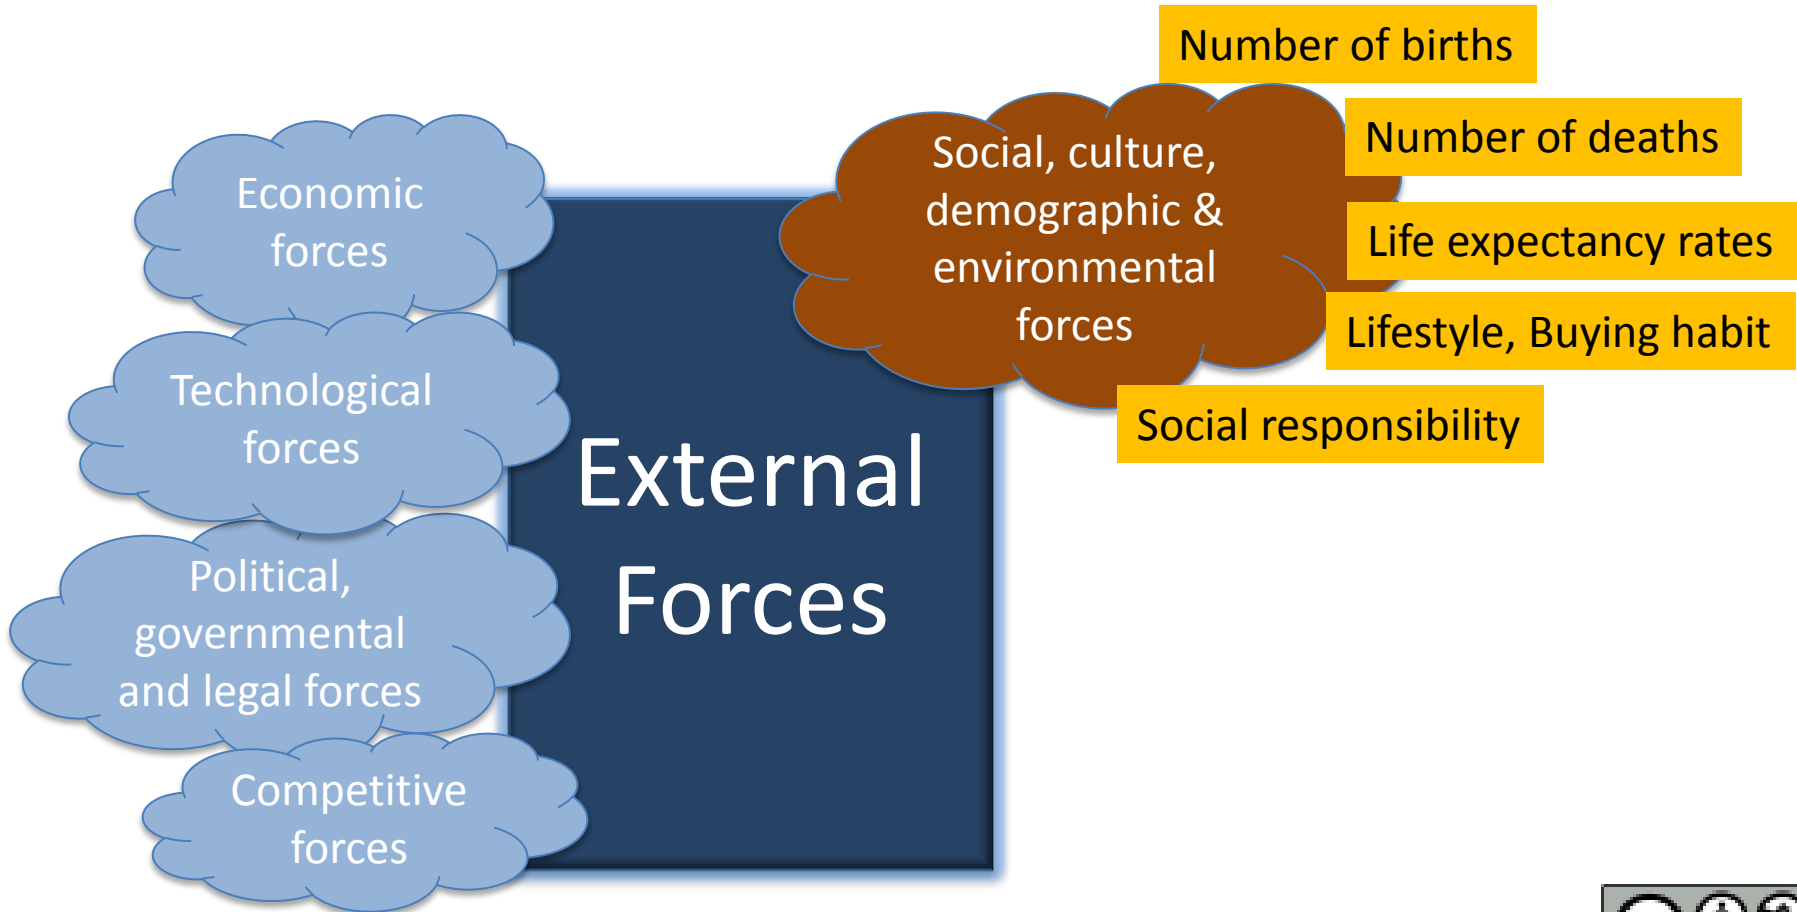 Economic
forces
Technological
forces
Political,
governmental
and legal forces
Competitive
forces
External
Forces
Social, culture,
demographic &
environmental
forces
Number of births
Number of deaths
Life expectancy rates
Lifestyle, Buying habit
Social responsibility